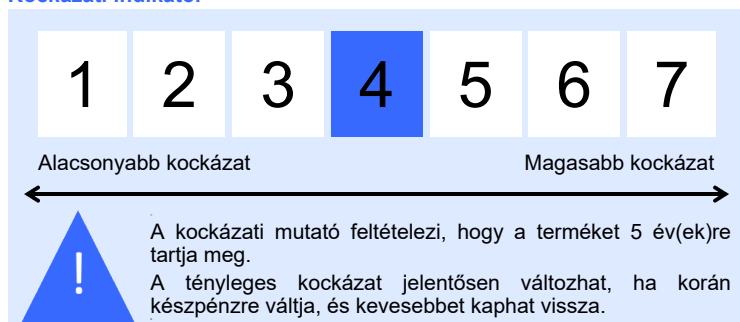 Kockázati indikátor
1 2 3 4 5 6 7
Alacsonyabb kockázat Magasabb kockázat
!
A kockázati mutató feltételezi, hogy a terméket 5 év(ek)re
tartja meg.
A tényleges kockázat jelentősen változhat, ha korán
készpénzre váltja, és kevesebbet kaphat vissza.